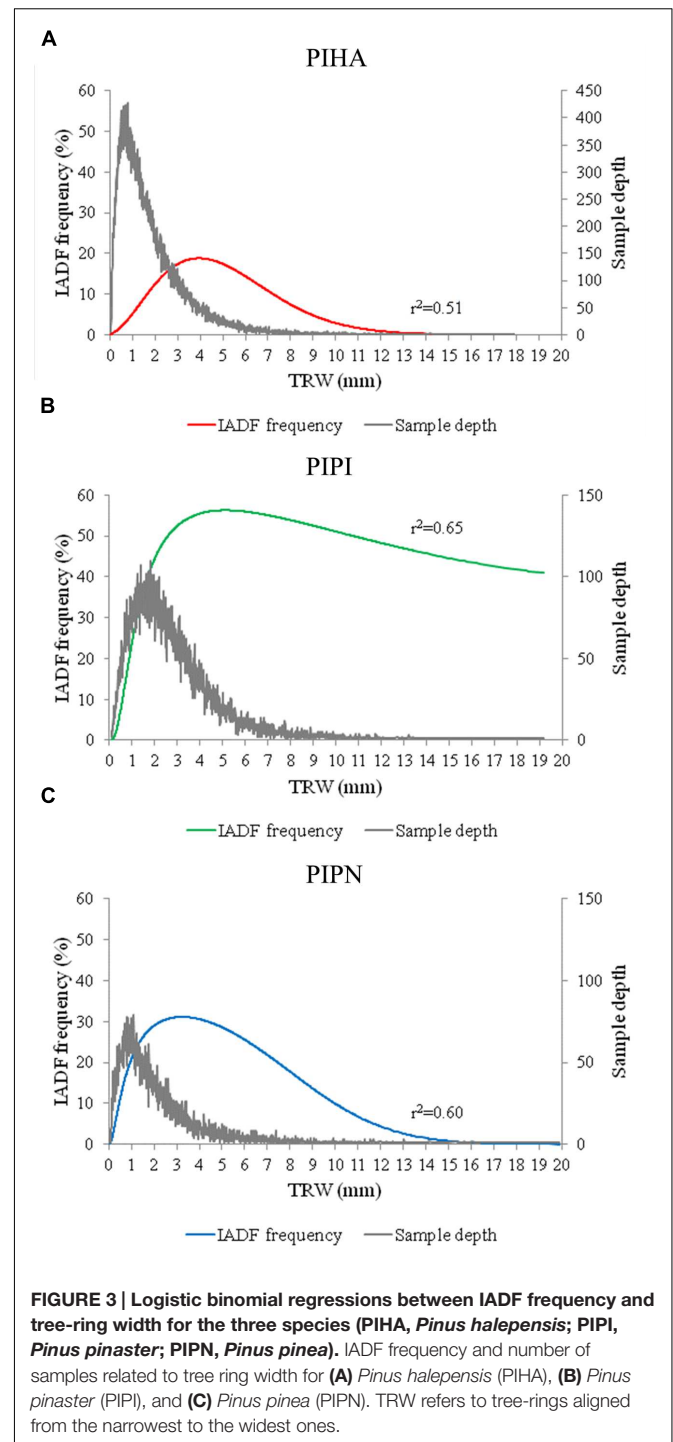 A
PIHA
60
50
40
30
20
10
0
IADF frequency (%)
450
400
350
300
250
200
150
100
50
0
Sample depth
r²=0.51
0 1 2 3 4 5 6 7 8 9 10 11 12 13 14 15 16 17 18 19 20
TRW (mm)
IADF frequency Sample depth
B
PIPI
60
50
40
30
20
10
0
IADF frequency (%)
150
100
50
0
Sample depth
r²=0.65
0 1 2 3 4 5 6 7 8 9 10 11 12 13 14 15 16 17 18 19 20
TRW (mm)
IADF frequency Sample depth
C
PIPN
60
50
40
30
20
10
0
IADF frequency (%)
150
100
50
0
Sample depth
r²=0.60
0 1 2 3 4 5 6 7 8 9 10 11 12 13 14 15 16 17 18 19 20
TRW (mm)
IADF frequency Sample depth
FIGURE 3 | Logistic binomial regressions between IADF frequency and
tree-ring width for the three species (PIHA, Pinus halepensis; PIPI,
Pinus pinaster; PIPN, Pinus pinea). IADF frequency and number of
samples related to tree ring width for (A) Pinus halepensis (PIHA), (B) Pinus
pinaster (PIPI), and (C) Pinus pinea (PIPN). TRW refers to tree-rings aligned
from the narrowest to the widest ones.